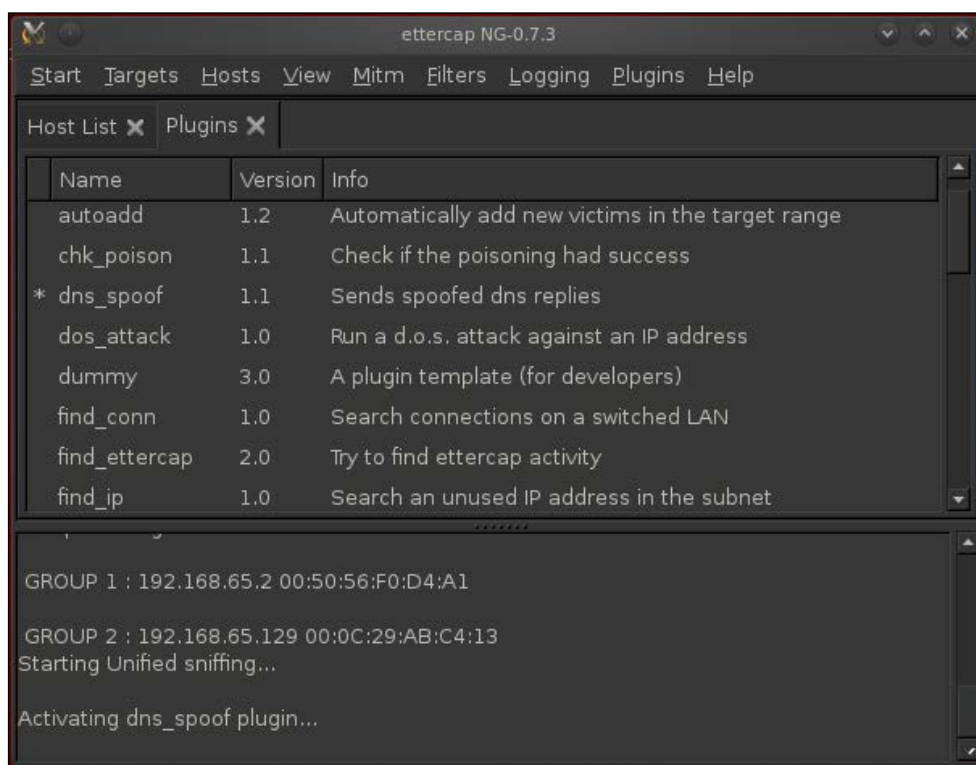 ettercap NG-0.7.3
Start Targets Hosts View Mitm Filters Logging Plugins Help
Host List Plugins
Name Version Info
autoadd 1.2 Automatically add new victims in the target range
chk_poison 1.1 Check if the poisoning had success
* dns_spoof 1.1 Sends spoofed dns replies
dos_attack 1.0 Run a d.o.s. attack against an IP address
dummy 3.0 A plugin template (for developers)
find_conn 1.0 Search connections on a switched LAN
find_ettercap 2.0 Try to find ettercap activity
find_ip 1.0 Search an unused IP address in the subnet
GROUP 1 : 192.168.65.2 00:50:56:F0:D4:A1
GROUP 2 : 192.168.65.129 00:0C:29:AB:C4:13
Starting Unified sniffing...
Activating dns_spoof plugin...